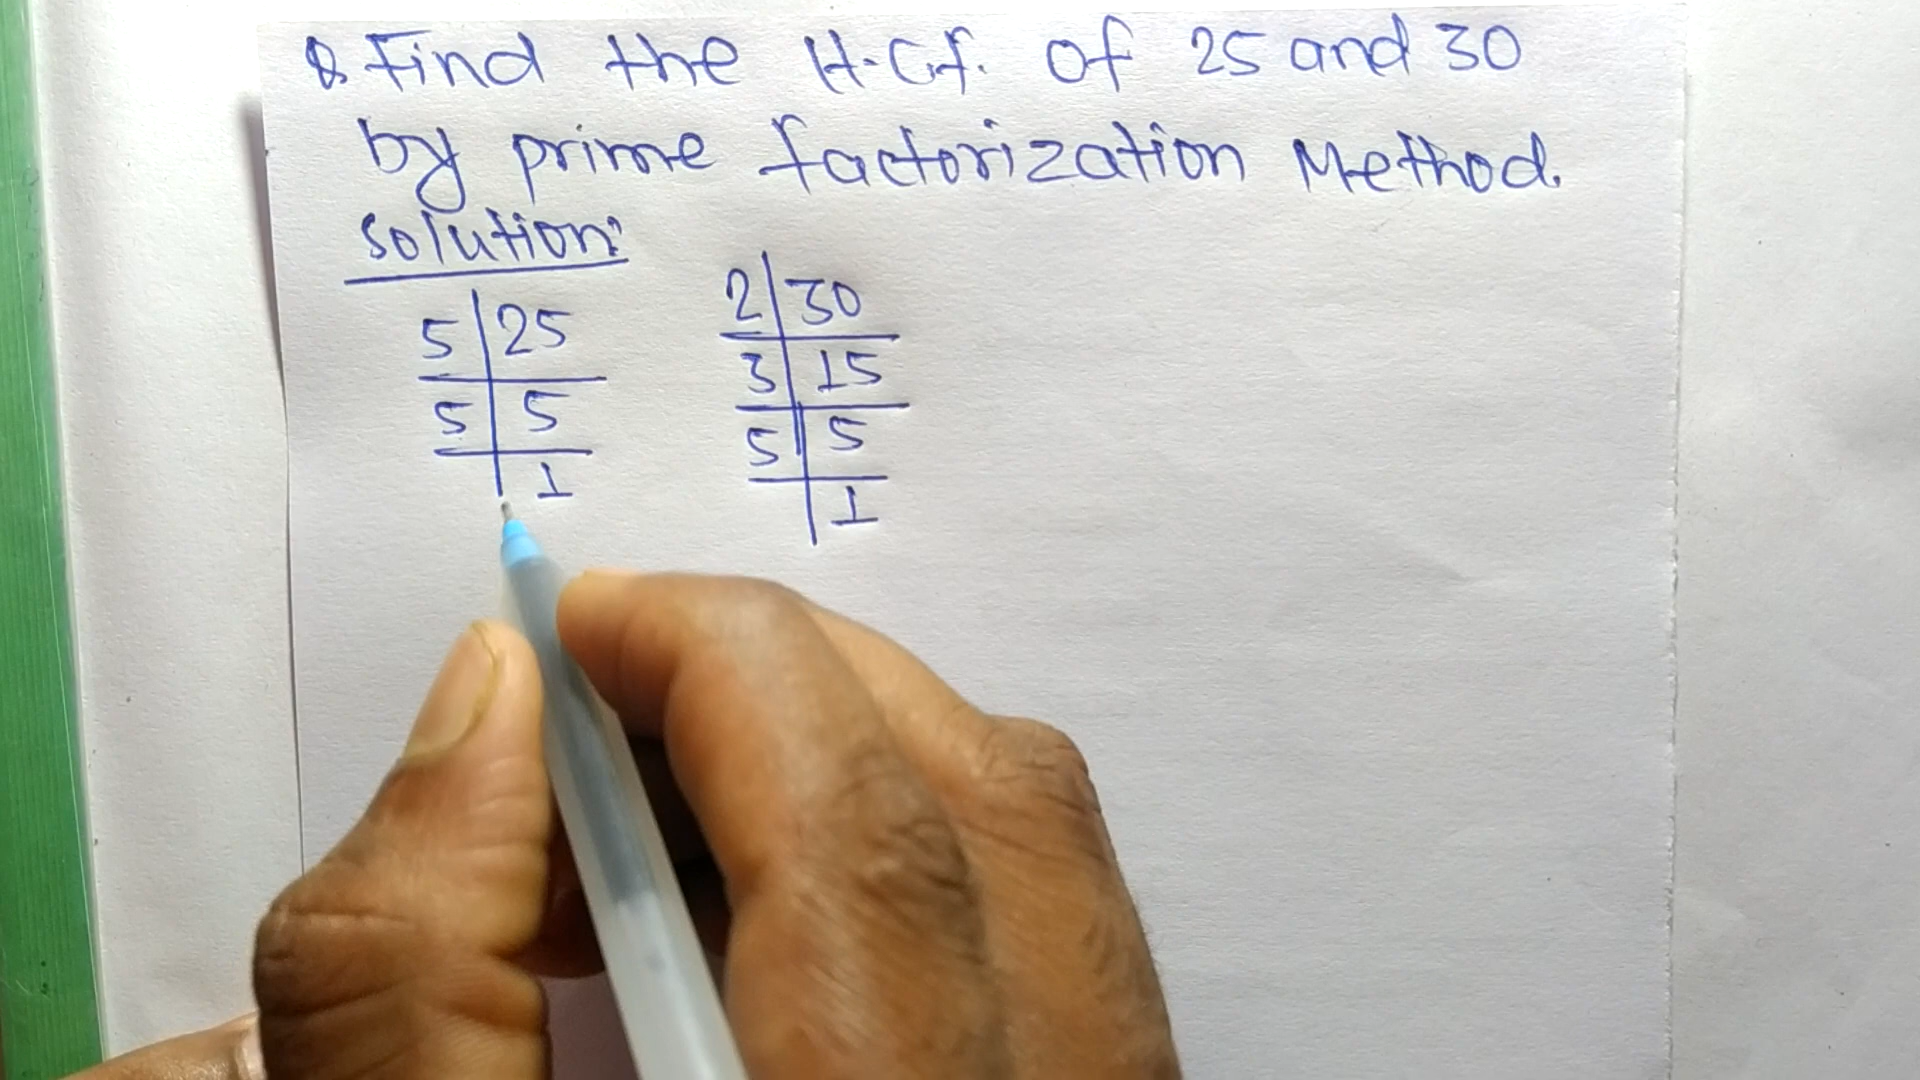 Q. Find the H.C.f. of 25 and 30
by prime factorization Method.
Solution:
5 | 25
5 | 5
1
2 | 30
3 | 15
5 | 5
1